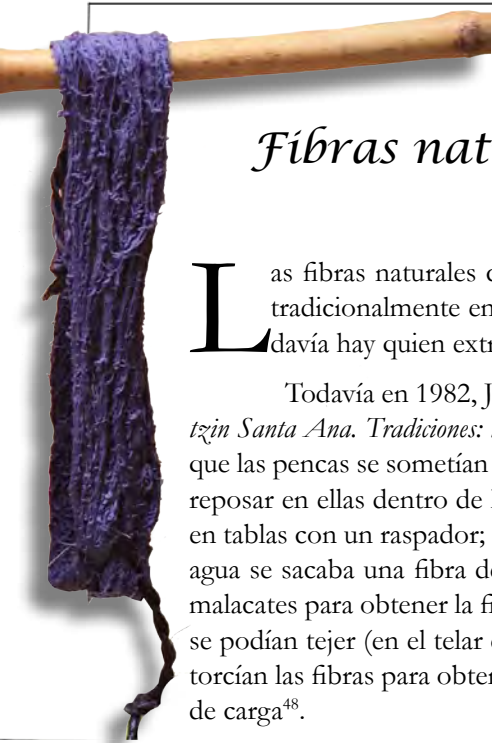 Fibras nat
Las fibras naturales
tradicionalmente en
davía hay quien extr
Todavía en 1982, J
tzin Santa Ana. Tradiciones:
que las pencas se sometían
reposar en ellas dentro de
en tablas con un raspador;
agua se sacaba una fibra de
malacates para obtener la fi
se podían tejer (en el telar
torcían las fibras para obten
de carga⁴⁸.